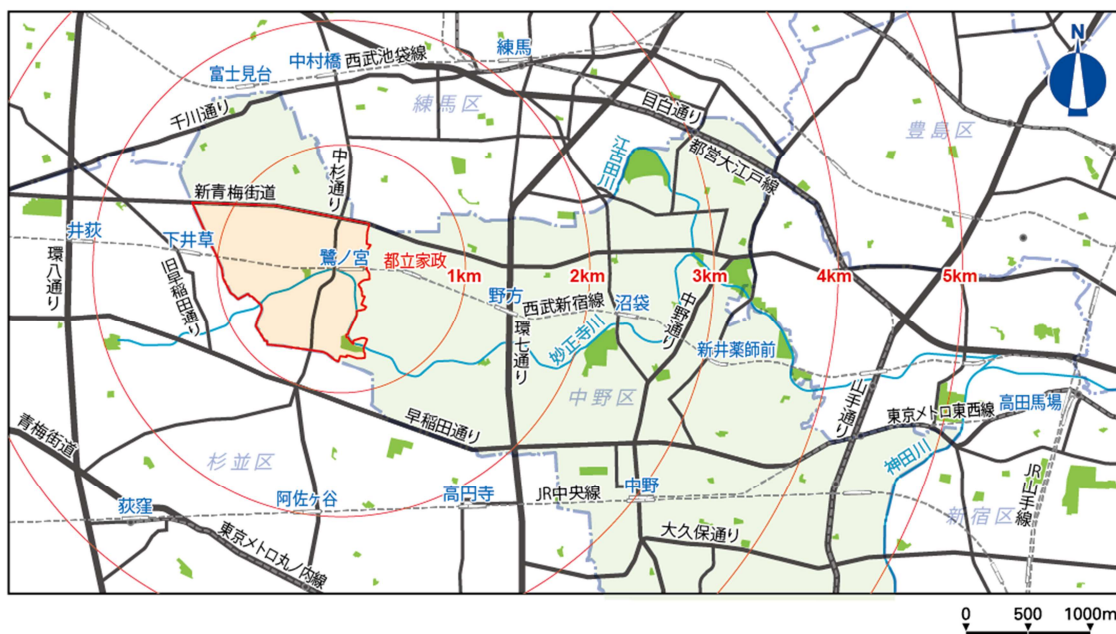 N
練馬
中村橋
西武池袋線
富士見台
練馬区
目白通り
豊島区
千川通り
江古田川
都営大江戸線
中杉通り
新青梅街道
井荻
下井草
環八通り
旧早稲田通り
鷺ノ宮
都立家政
1km
2km
3km
4km
5km
野方
西武新宿線
沼袋
環七通り
妙正寺川
中野通り
新井薬師前
中野区
山手通り
東京メトロ東西線
高田馬場
早稲田通り
青梅街道
杉並区
神田川
荻窪
阿佐ヶ谷
高円寺
JR中央線
中野
JR山手線
新宿区
大久保通り
東京メトロ丸ノ内線
0 500 1000m